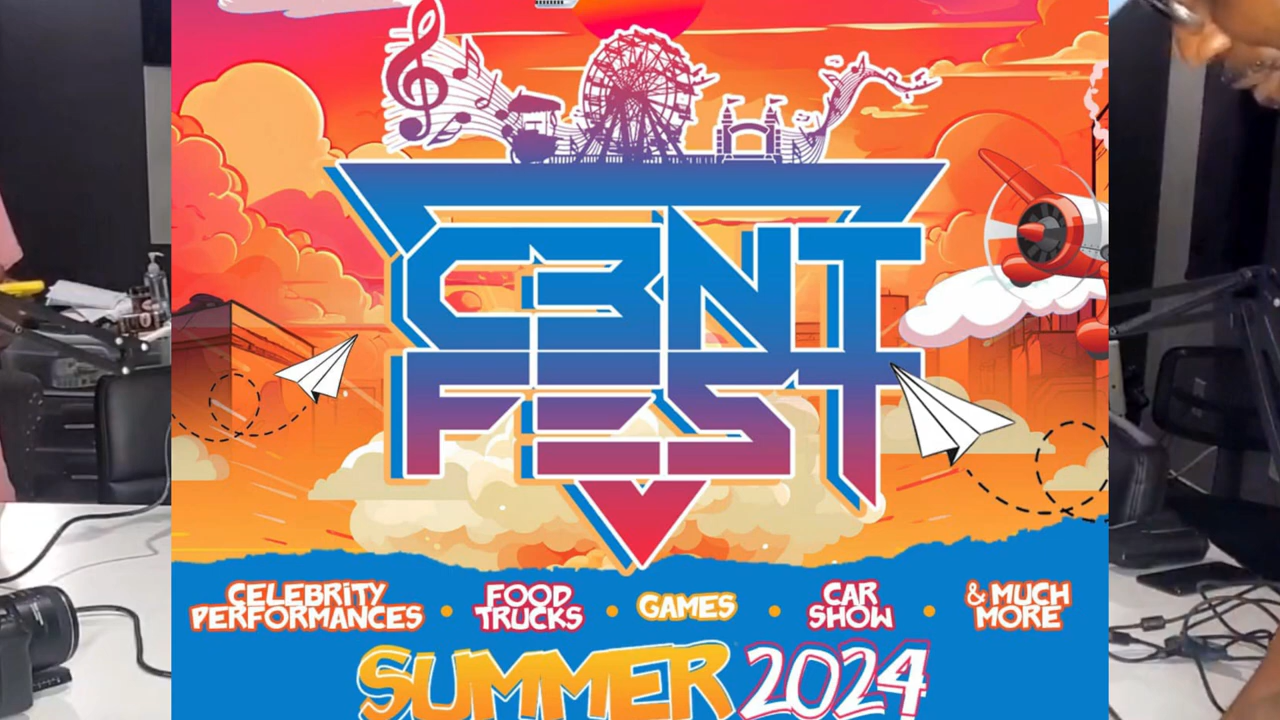 C3NT
FEST
CELEBRITY
PERFORMANCES
FOOD
TRUCKS
GAMES
CAR
SHOW
& MUCH
MORE
SUMMER 2024